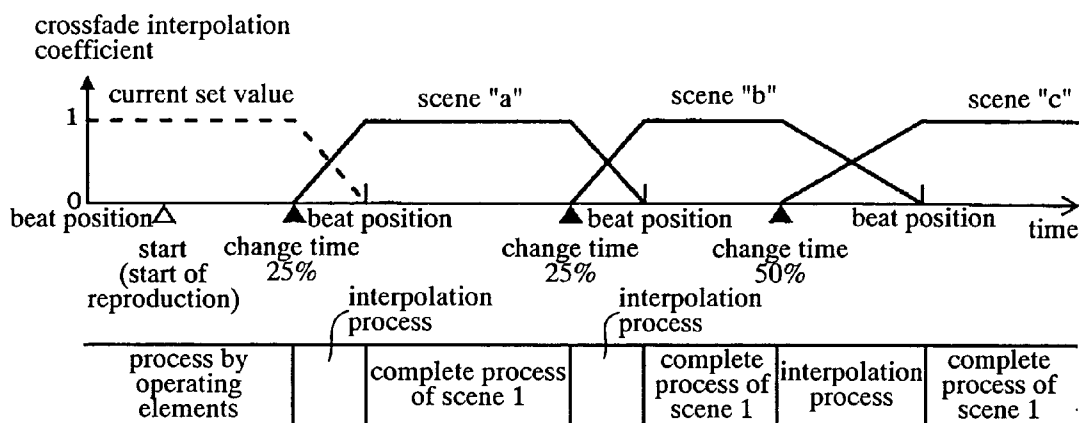 crossfade interpolation
coefficient
current set value
scene "a"
scene "b"
scene "c"
1
0
beat position
beat position
beat position
beat position
time
start
(start of
reproduction)
change time
25%
change time
25%
change time
50%
interpolation
process
interpolation
process
process by
operating
elements
complete process
of scene 1
complete
process of
scene 1
interpolation
process
complete
process of
scene 1